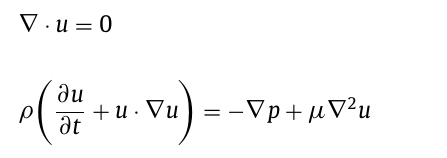 ∇ · u = 0
ρ(∂u/∂t + u · ∇u) = −∇p + μ∇²u